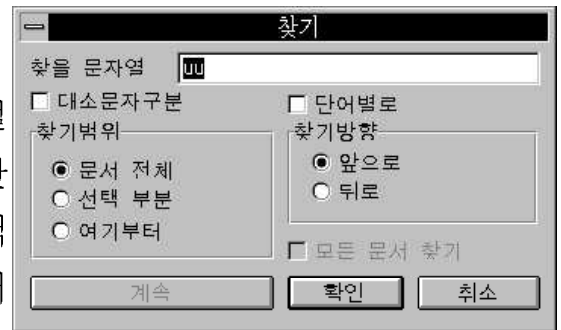 찾기
찾을 문자열 uu
대소문자구분 단어별로
찾기범위 찾기방향
문서 전체 앞으로
선택 부분 뒤로
여기부터
모든 문서 찾기
계속 확인 취소